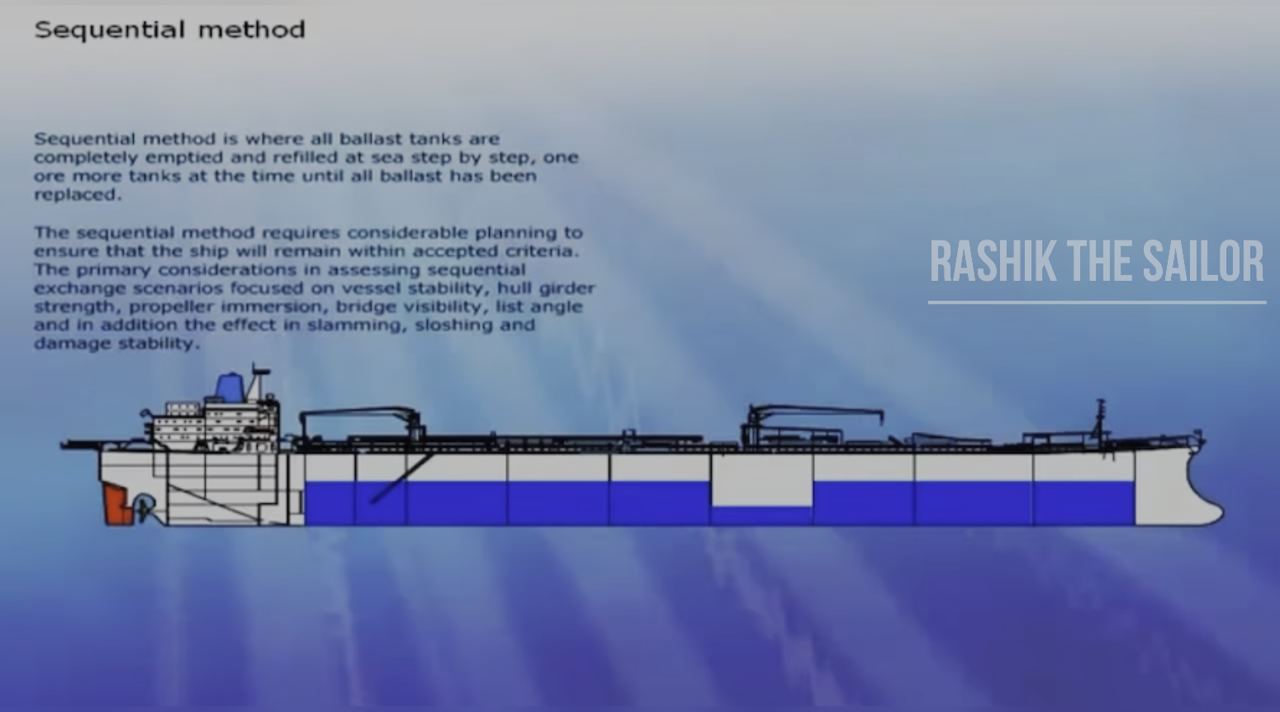 Sequential method
Sequential method is where all ballast tanks are
completely emptied and refilled at sea step by step, one
ore more tanks at the time until all ballast has been
replaced.
The sequential method requires considerable planning to
ensure that the ship will remain within accepted criteria.
The primary considerations in assessing sequential
exchange scenarios focused on vessel stability, hull girder
strength, propeller immersion, bridge visibility, list angle
and in addition the effect in slamming, sloshing and
damage stability.
RASHIK THE SAILOR